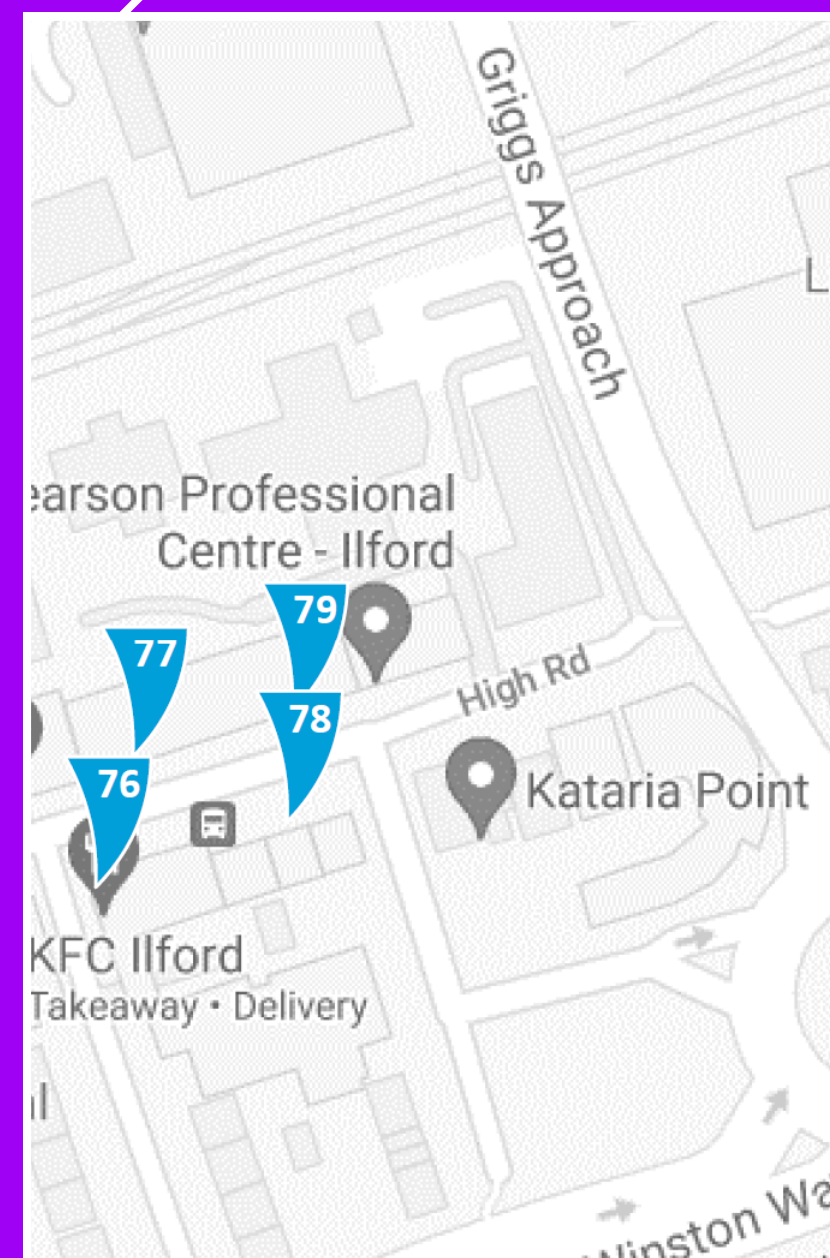 Griggs Approach
L
earson Professional
Centre - Ilford
79
77
High Rd
78
76
Kataria Point
KFC Ilford
Takeaway • Delivery
al
Winston Wa